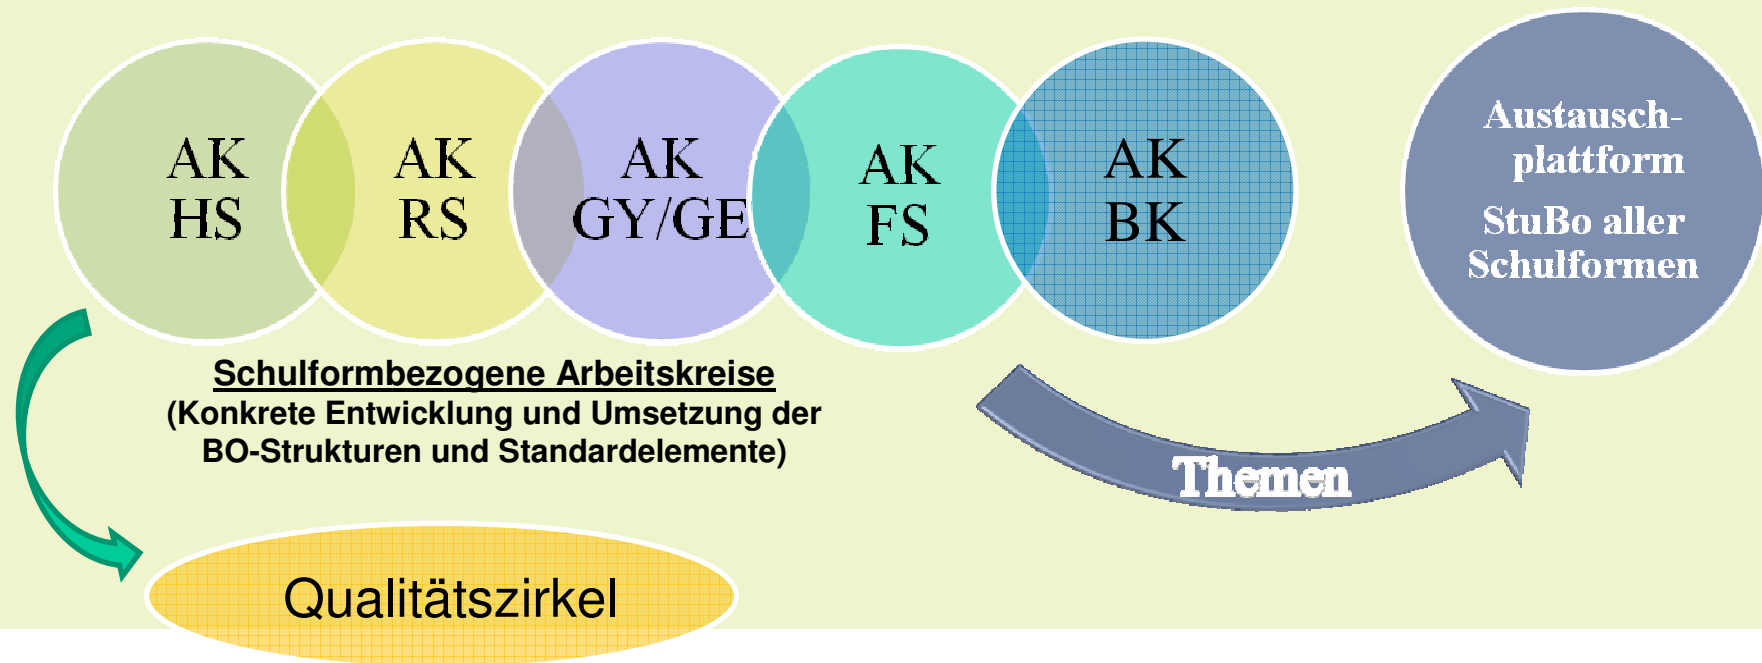 AK
HS
AK
RS
AK
GY/GE
AK
FS
AK
BK
Austausch-
plattform
StuBo aller
Schulformen
Schulformbezogene Arbeitskreise
(Konkrete Entwicklung und Umsetzung der
BO-Strukturen und Standardelemente)
Themen
Qualitätszirkel